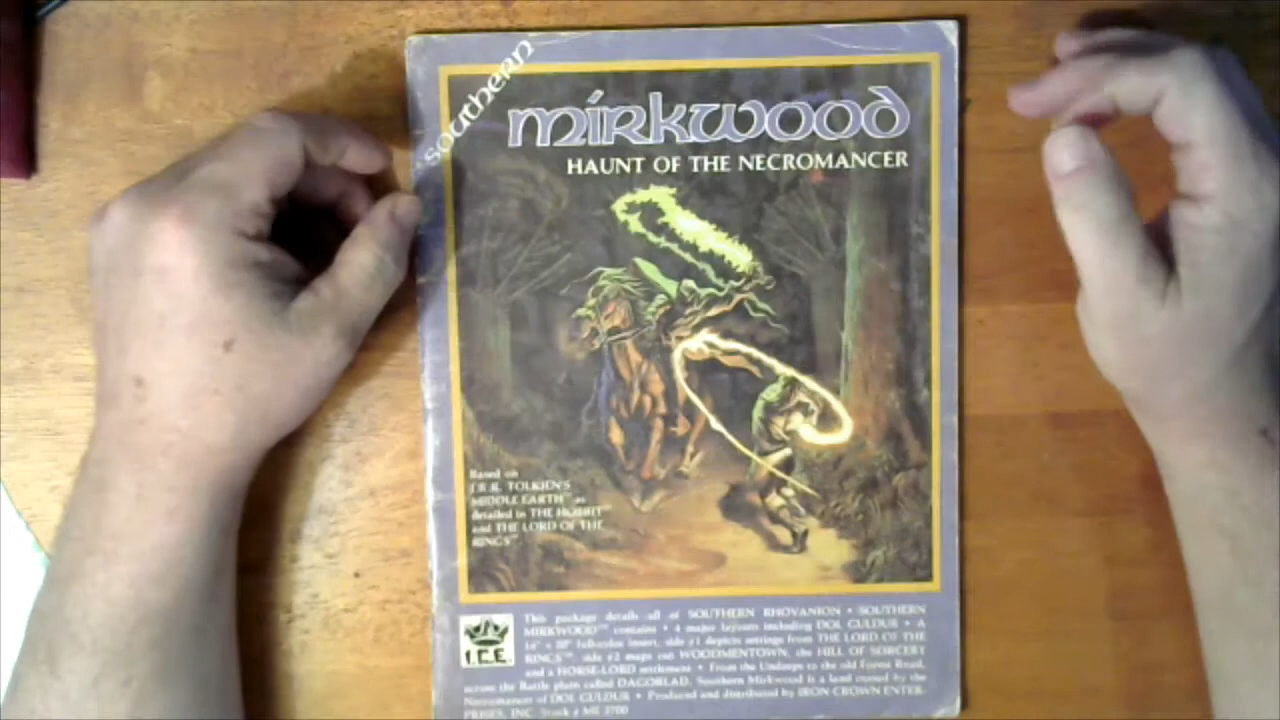 southern
mirkwood
HAUNT OF THE NECROMANCER
Based on
J.R.R. TOLKIEN'S
MIDDLE EARTH™ as
detailed in THE HOBBIT™
and THE LORD OF THE
RINGS™
I.C.E.
This package details all of SOUTHERN RHOVANION • SOUTHERN
MIRKWOOD™ contains • 4 major layouts including DOL GULDUR • A
16" x 20" fullcolor insert, side #1 depicts settings from THE LORD OF THE
RINGS™ side #2 maps out WOODMENTOWN, the HILL OF SORCERY
and a HORSE-LORD settlement • From the Undeeps to the old Forest Road,
across the Battle plain called DAGORLAD, Southern Mirkwood is a land cursed by the
Necromancer of DOL GULDUR • Produced and distributed by IRON CROWN ENTER-
PRISES, INC. Stock # ME 2700